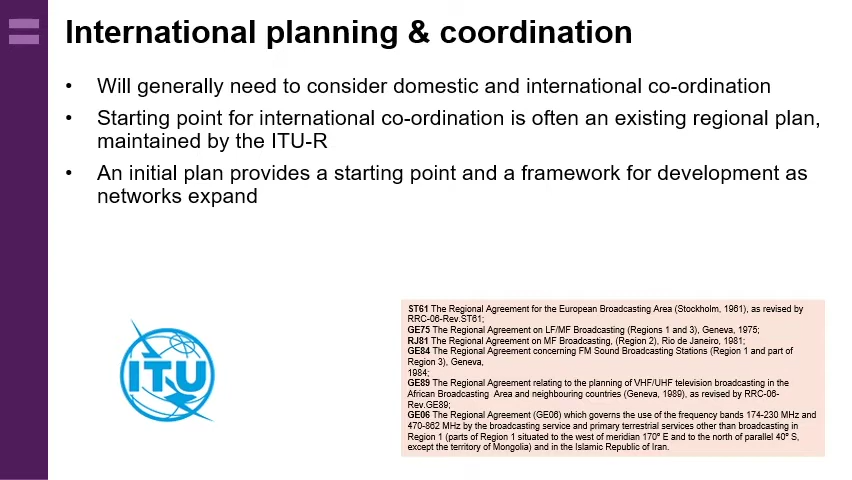 International planning & coordination
• Will generally need to consider domestic and international co-ordination
• Starting point for international co-ordination is often an existing regional plan,
maintained by the ITU-R
• An initial plan provides a starting point and a framework for development as
networks expand
ITU
ST61 The Regional Agreement for the European Broadcasting Area (Stockholm, 1961), as revised by
RRC-06-Rev.ST61;
GE75 The Regional Agreement on LF/MF Broadcasting (Regions 1 and 3), Geneva, 1975;
RJ81 The Regional Agreement on MF Broadcasting, (Region 2), Rio de Janeiro, 1981;
GE84 The Regional Agreement concerning FM Sound Broadcasting Stations (Region 1 and part of
Region 3), Geneva,
1984;
GE89 The Regional Agreement relating to the planning of VHF/UHF television broadcasting in the
African Broadcasting Area and neighbouring countries (Geneva, 1989), as revised by RRC-06-
Rev.GE89;
GE06 The Regional Agreement (GE06) which governs the use of the frequency bands 174-230 MHz and
470-862 MHz by the broadcasting service and primary terrestrial services other than broadcasting in
Region 1 (parts of Region 1 situated to the west of meridian 170º E and to the north of parallel 40º S,
except the territory of Mongolia) and in the Islamic Republic of Iran.